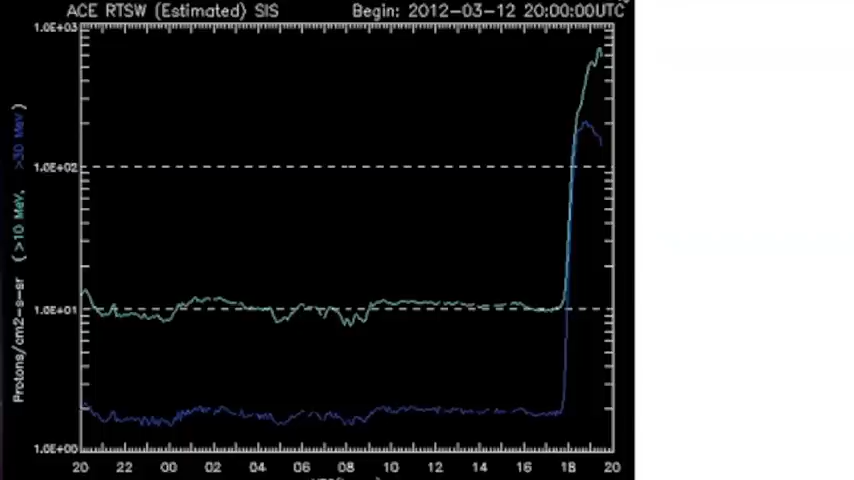 ACE RTSW (Estimated) SIS Begin: 2012-03-12 20:00:00UTC
1.0E+03
1.0E+02
1.0E+01
1.0E+00
Protons/cm2-s-sr ( >10 MeV, >30 MeV )
20 22 00 02 04 06 08 10 12 14 16 18 20